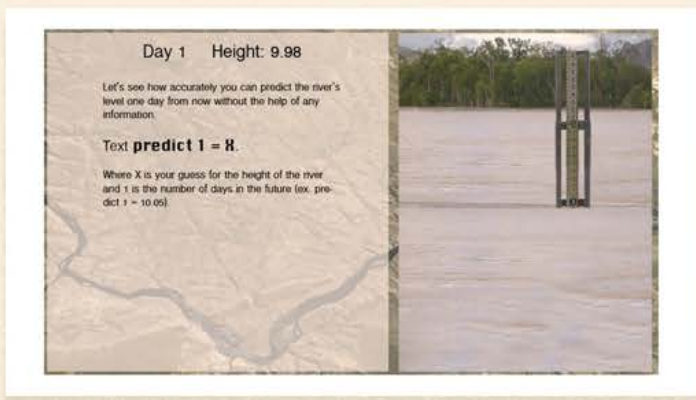 Day 1 Height: 9.98
Let's see how accurately you can predict the river's
level one day from now without the help of any
information.
Text predict 1 = X.
Where X is your guess for the height of the river
and 1 is the number of days in the future (ex. pre-
dict 1 = 10.05)